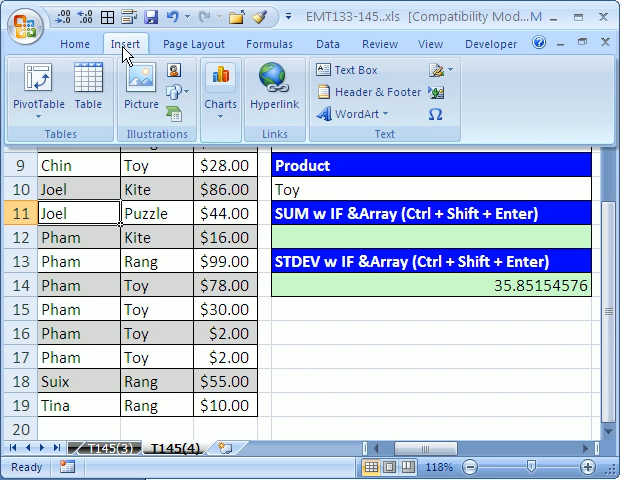 EMT133-145..xls [Compatibility Mod...M
Home Insert Page Layout Formulas Data Review View Developer
PivotTable Table Picture Charts Hyperlink Text Box
Header & Footer
WordArt
Tables Illustrations Links Text
9 Chin Toy $28.00 Product
10 Joel Kite $86.00 Toy
11 Joel Puzzle $44.00 SUM w IF &Array (Ctrl + Shift + Enter)
12 Pham Kite $16.00
13 Pham Rang $99.00 STDEV w IF &Array (Ctrl + Shift + Enter)
14 Pham Toy $78.00 35.85154576
15 Pham Toy $30.00
16 Pham Toy $2.00
17 Pham Toy $2.00
18 Suix Rang $55.00
19 Tina Rang $10.00
20
T145(3) T145(4)
Ready 118%